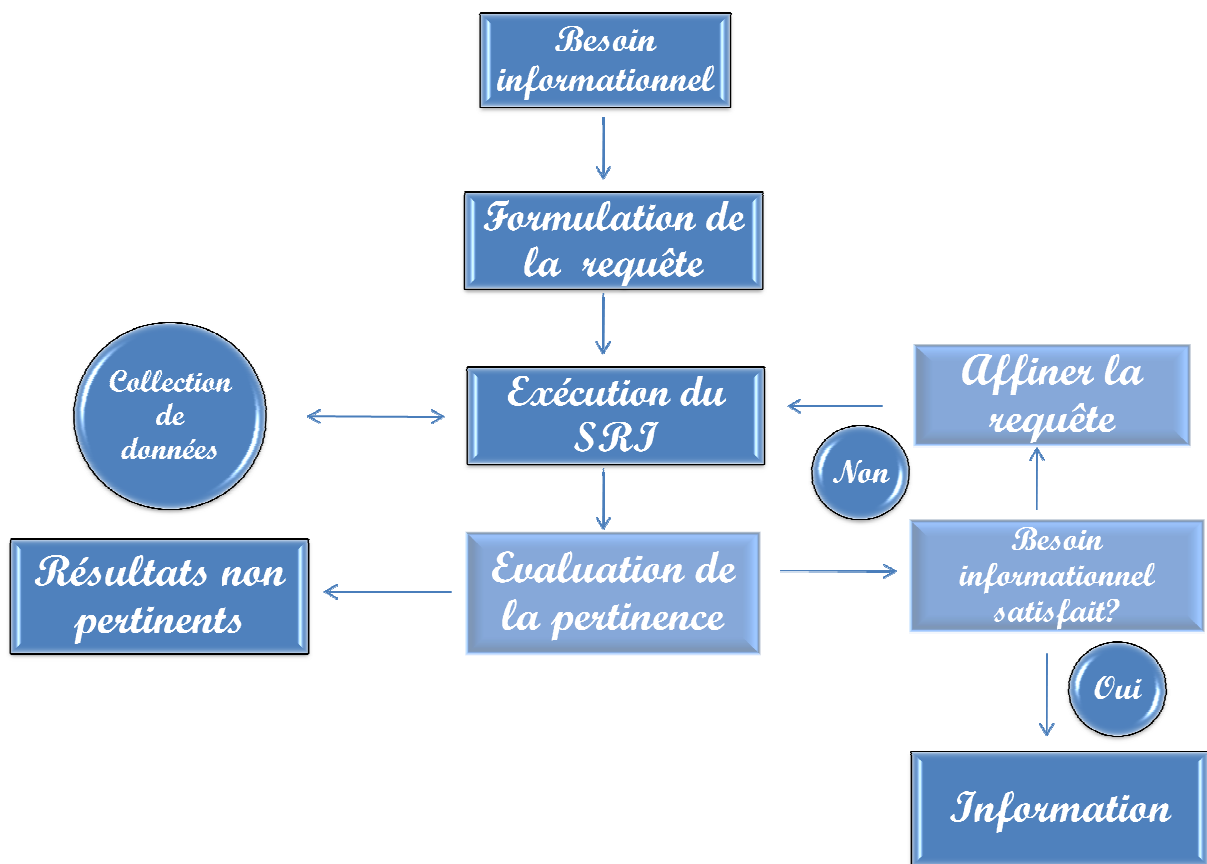 Besoin
informationnel
Formulation de
la requête
Collection
de
données
Exécution du
SRI
Affiner la
requête
Non
Résultats non
pertinents
Evaluation de
la pertinence
Besoin
informationnel
satisfait?
Oui
Information